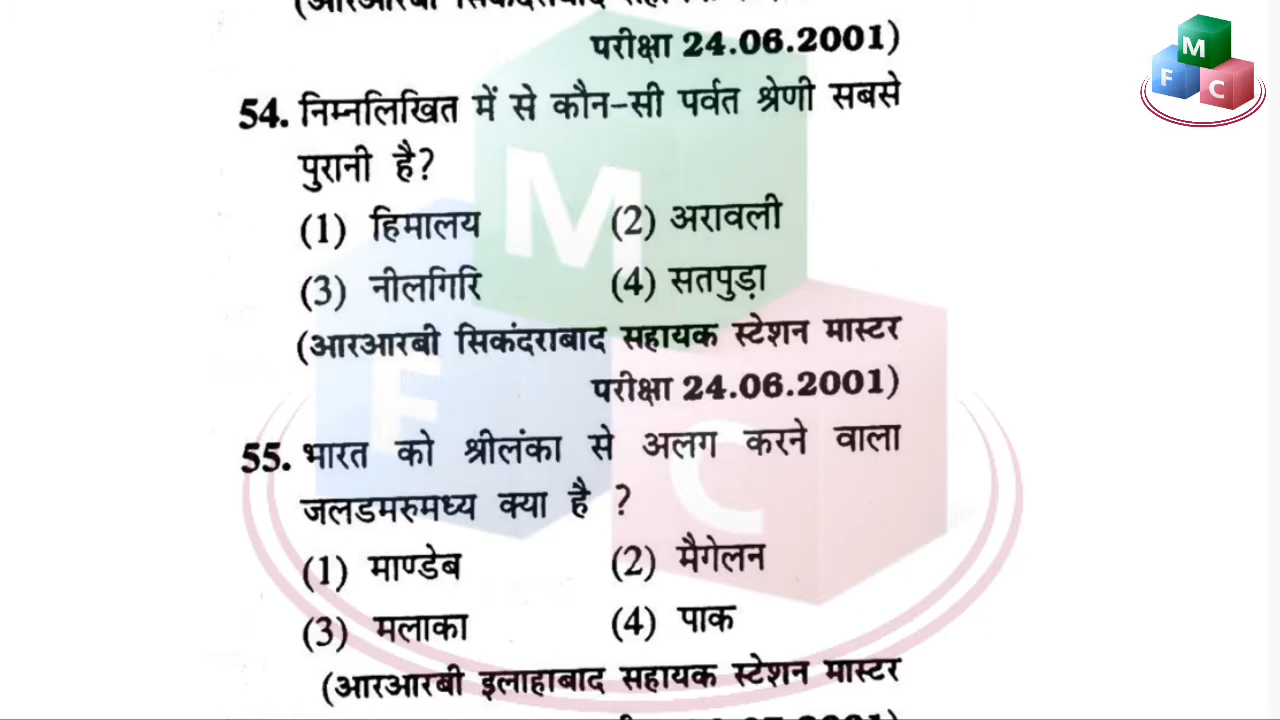 (आरआरबी सिकंदराबाद
परीक्षा 24.06.2001)
54. निम्नलिखित में से कौन-सी पर्वत श्रेणी सबसे
पुरानी है?
(1) हिमालय (2) अरावली
(3) नीलगिरि (4) सतपुड़ा
(आरआरबी सिकंदराबाद सहायक स्टेशन मास्टर
परीक्षा 24.06.2001)
55. भारत को श्रीलंका से अलग करने वाला
जलडमरुमध्य क्या है ?
(1) माण्डेब (2) मैगेलन
(3) मलाका (4) पाक
(आरआरबी इलाहाबाद सहायक स्टेशन मास्टर
M
F C
M
F
C